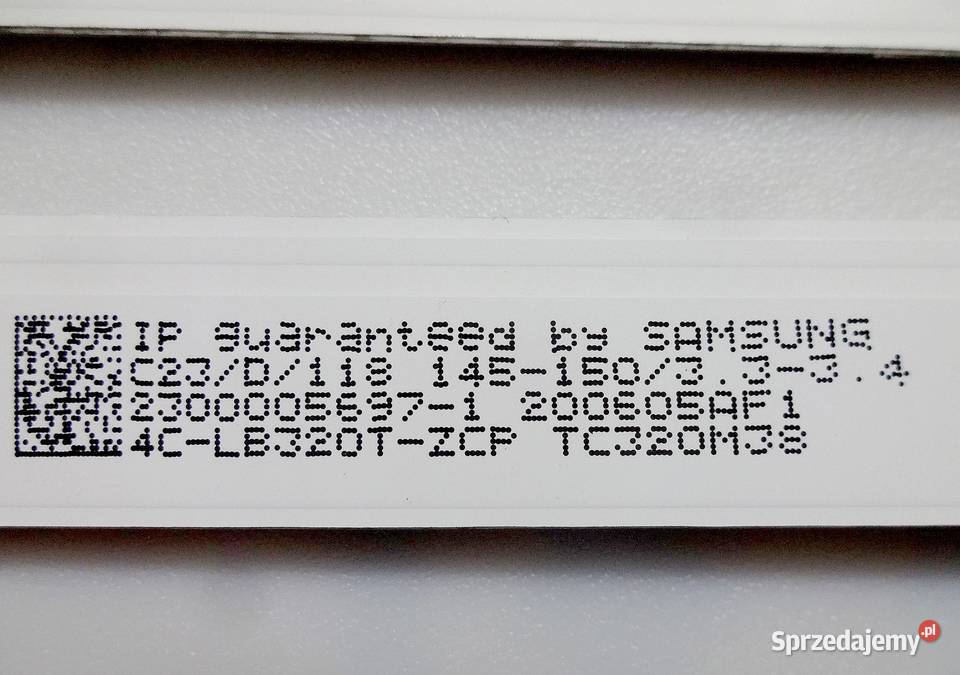 IP guaranteed by SAMSUNG
C23/D/118 145-150/3.3-3.4
2300005697-1 200605AF1
4C-LB320T-ZCP TC320M38
Sprzedajemy.pl